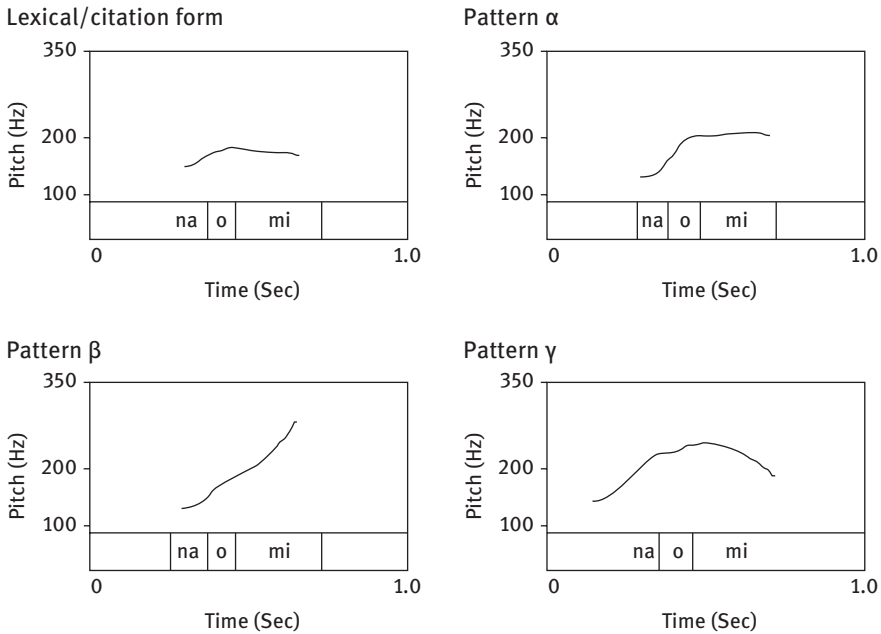 Lexical/citation form
350
200
100
Pitch (Hz)
na o mi
0 1.0
Time (Sec)
Pattern α
350
200
100
Pitch (Hz)
na o mi
0 1.0
Time (Sec)
Pattern β
350
200
100
Pitch (Hz)
na o mi
0 1.0
Time (Sec)
Pattern γ
350
200
100
Pitch (Hz)
na o mi
0 1.0
Time (Sec)